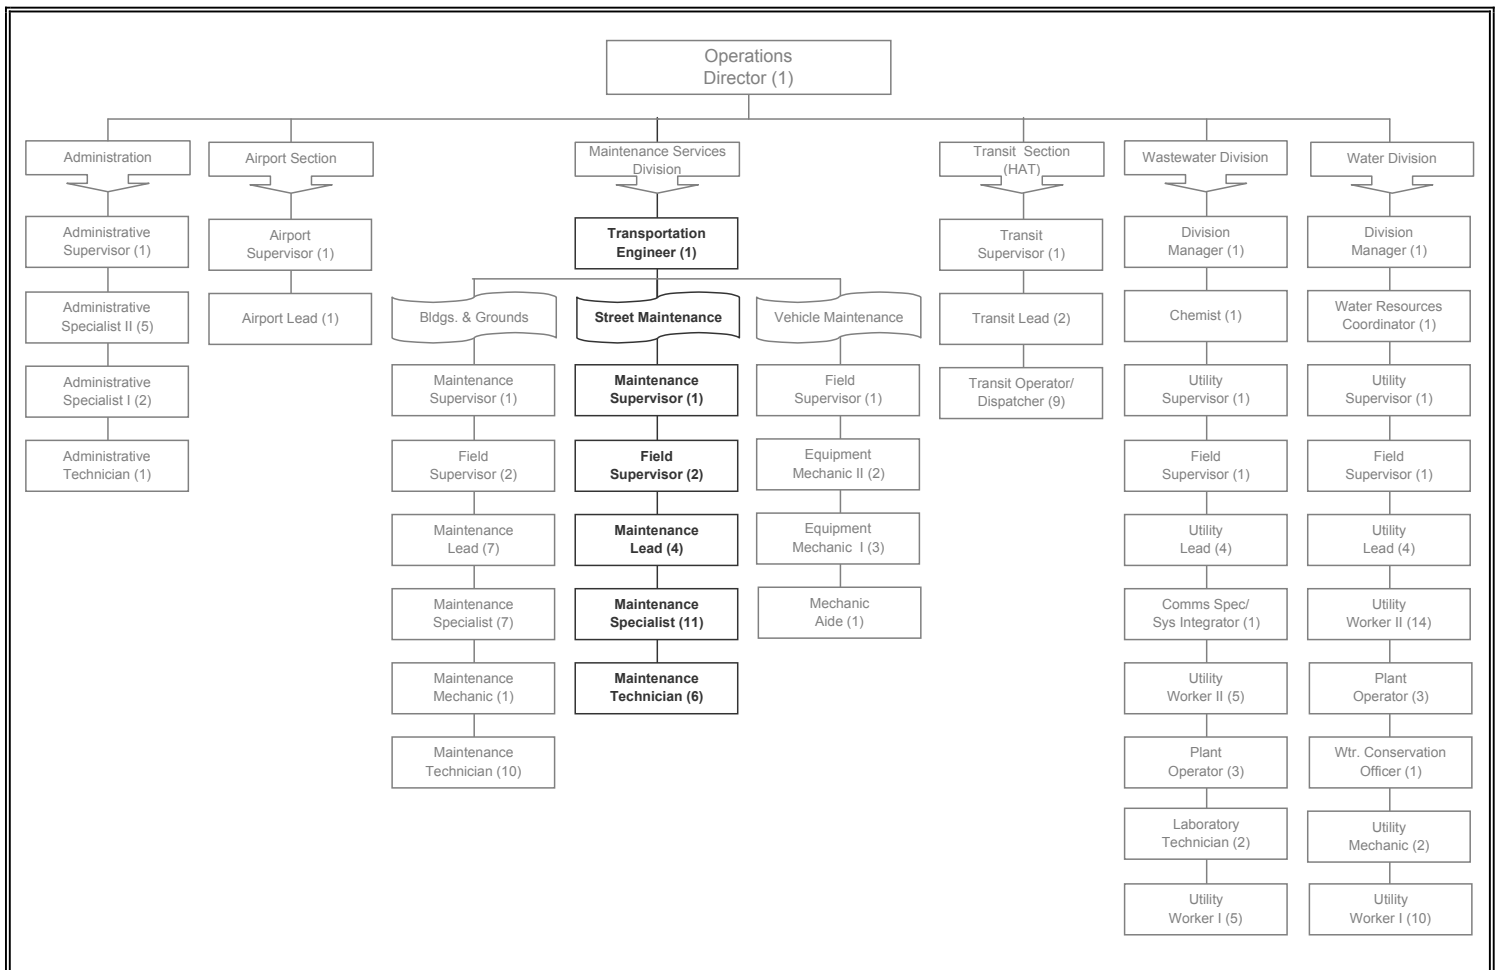 Operations
Director (1)
Administration
Administrative
Supervisor (1)
Administrative
Specialist II (5)
Administrative
Specialist I (2)
Administrative
Technician (1)
Airport Section
Airport
Supervisor (1)
Airport Lead (1)
Maintenance Services
Division
Transportation
Engineer (1)
Bldgs. & Grounds
Maintenance
Supervisor (1)
Field
Supervisor (2)
Maintenance
Lead (7)
Maintenance
Specialist (7)
Maintenance
Mechanic (1)
Maintenance
Technician (10)
Street Maintenance
Maintenance
Supervisor (1)
Field
Supervisor (2)
Maintenance
Lead (4)
Maintenance
Specialist (11)
Maintenance
Technician (6)
Vehicle Maintenance
Field
Supervisor (1)
Equipment
Mechanic II (2)
Equipment
Mechanic I (3)
Mechanic
Aide (1)
Transit Section
(HAT)
Transit
Supervisor (1)
Transit Lead (2)
Transit Operator/
Dispatcher (9)
Wastewater Division
Division
Manager (1)
Chemist (1)
Utility
Supervisor (1)
Field
Supervisor (1)
Utility
Lead (4)
Comms Spec/
Sys Integrator (1)
Utility
Worker II (5)
Plant
Operator (3)
Laboratory
Technician (2)
Utility
Worker I (5)
Water Division
Division
Manager (1)
Water Resources
Coordinator (1)
Utility
Supervisor (1)
Field
Supervisor (1)
Utility
Lead (4)
Utility
Worker II (14)
Plant
Operator (3)
Wtr. Conservation
Officer (1)
Utility
Mechanic (2)
Utility
Worker I (10)